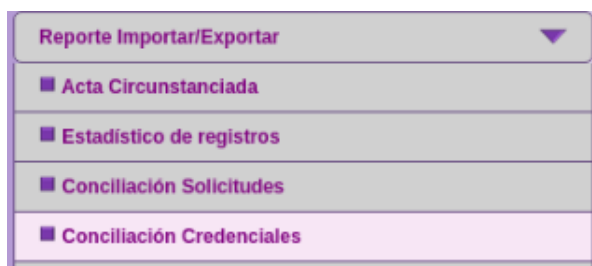 Reporte Importar/Exportar
Acta Circunstanciada
Estadístico de registros
Conciliación Solicitudes
Conciliación Credenciales